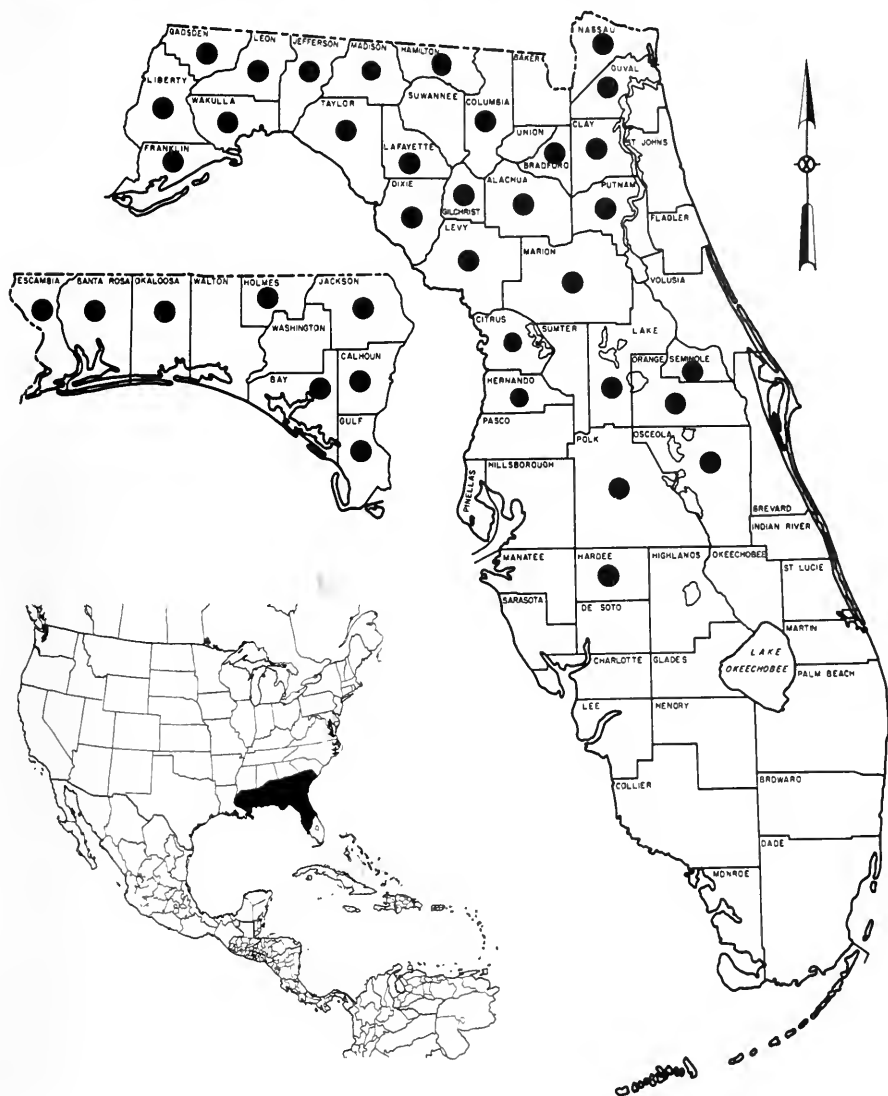 GADSDEN
LEON
JEFFERSON
MADISON
HAMILTON
NASSAU
BAKER
DUVAL
LIBERTY
WAKULLA
TAYLOR
SUWANNEE
COLUMBIA
UNION
CLAY
ST JOHNS
FRANKLIN
LAFAYETTE
BRADFORD
DIXIE
GILCHRIST
ALACHUA
PUTNAM
FLAGLER
LEVY
MARION
VOLUSIA
ESCAMBIA
SANTA ROSA
OKALOOSA
WALTON
HOLMES
JACKSON
WASHINGTON
CALHOUN
BAY
GULF
CITRUS
SUMTER
LAKE
ORANGE
SEMINOLE
HERNANDO
PASCO
POLK
OSCEOLA
PINELLAS
HILLSBOROUGH
BREVARD
INDIAN RIVER
MANATEE
HARDEE
HIGHLANDS
OKEECHOBEE
ST LUCIE
SARASOTA
DE SOTO
MARTIN
CHARLOTTE
GLADES
LAKE
OKEECHOBEE
PALM BEACH
LEE
HENDRY
COLLIER
BROWARD
DADE
MONROE